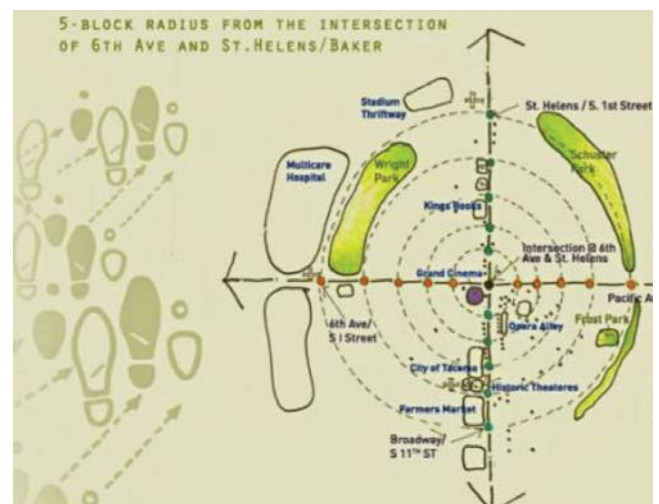 5-BLOCK RADIUS FROM THE INTERSECTION
OF 6TH AVE AND ST.HELENS/BAKER
Stadium
Thriftway
St. Helens / S. 1st Street
Multicare
Hospital
Wright
Park
Schuster
Park
Kings Books
Intersection @ 6th
Ave & St. Helens
Grand Cinema
Pacific A
6th Ave/
S I Street
Opera Alley
Frost Park
City of Tacoma
Historic Theateres
Farmers Market
Broadway/
S 11TH ST